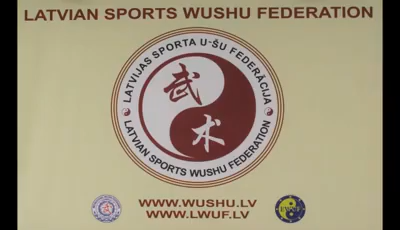 LATVIAN SPORTS WUSHU FEDERATION
LATVIJAS SPORTA U-ŠU FEDERĀCIJA
武
术
LATVIAN SPORTS WUSHU FEDERATION
WWW.WUSHU.LV
WWW.LWUF.LV